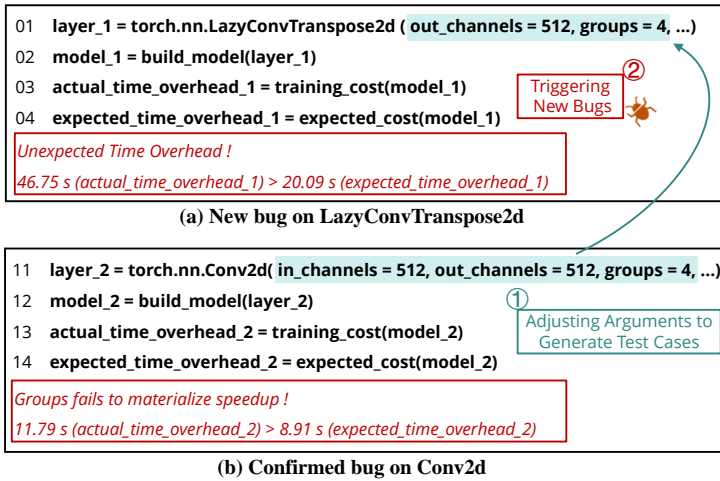 01 layer_1 = torch.nn.LazyConvTranspose2d ( out_channels = 512, groups = 4, ...)
02 model_1 = build_model(layer_1)
03 actual_time_overhead_1 = training_cost(model_1)
04 expected_time_overhead_1 = expected_cost(model_1)
②
Triggering
New Bugs
Unexpected Time Overhead !
46.75 s (actual_time_overhead_1) > 20.09 s (expected_time_overhead_1)
(a) New bug on LazyConvTranspose2d
11 layer_2 = torch.nn.Conv2d( in_channels = 512, out_channels = 512, groups = 4, ...)
12 model_2 = build_model(layer_2)
13 actual_time_overhead_2 = training_cost(model_2)
14 expected_time_overhead_2 = expected_cost(model_2)
①
Adjusting Arguments to
Generate Test Cases
Groups fails to materialize speedup !
11.79 s (actual_time_overhead_2) > 8.91 s (expected_time_overhead_2)
(b) Confirmed bug on Conv2d